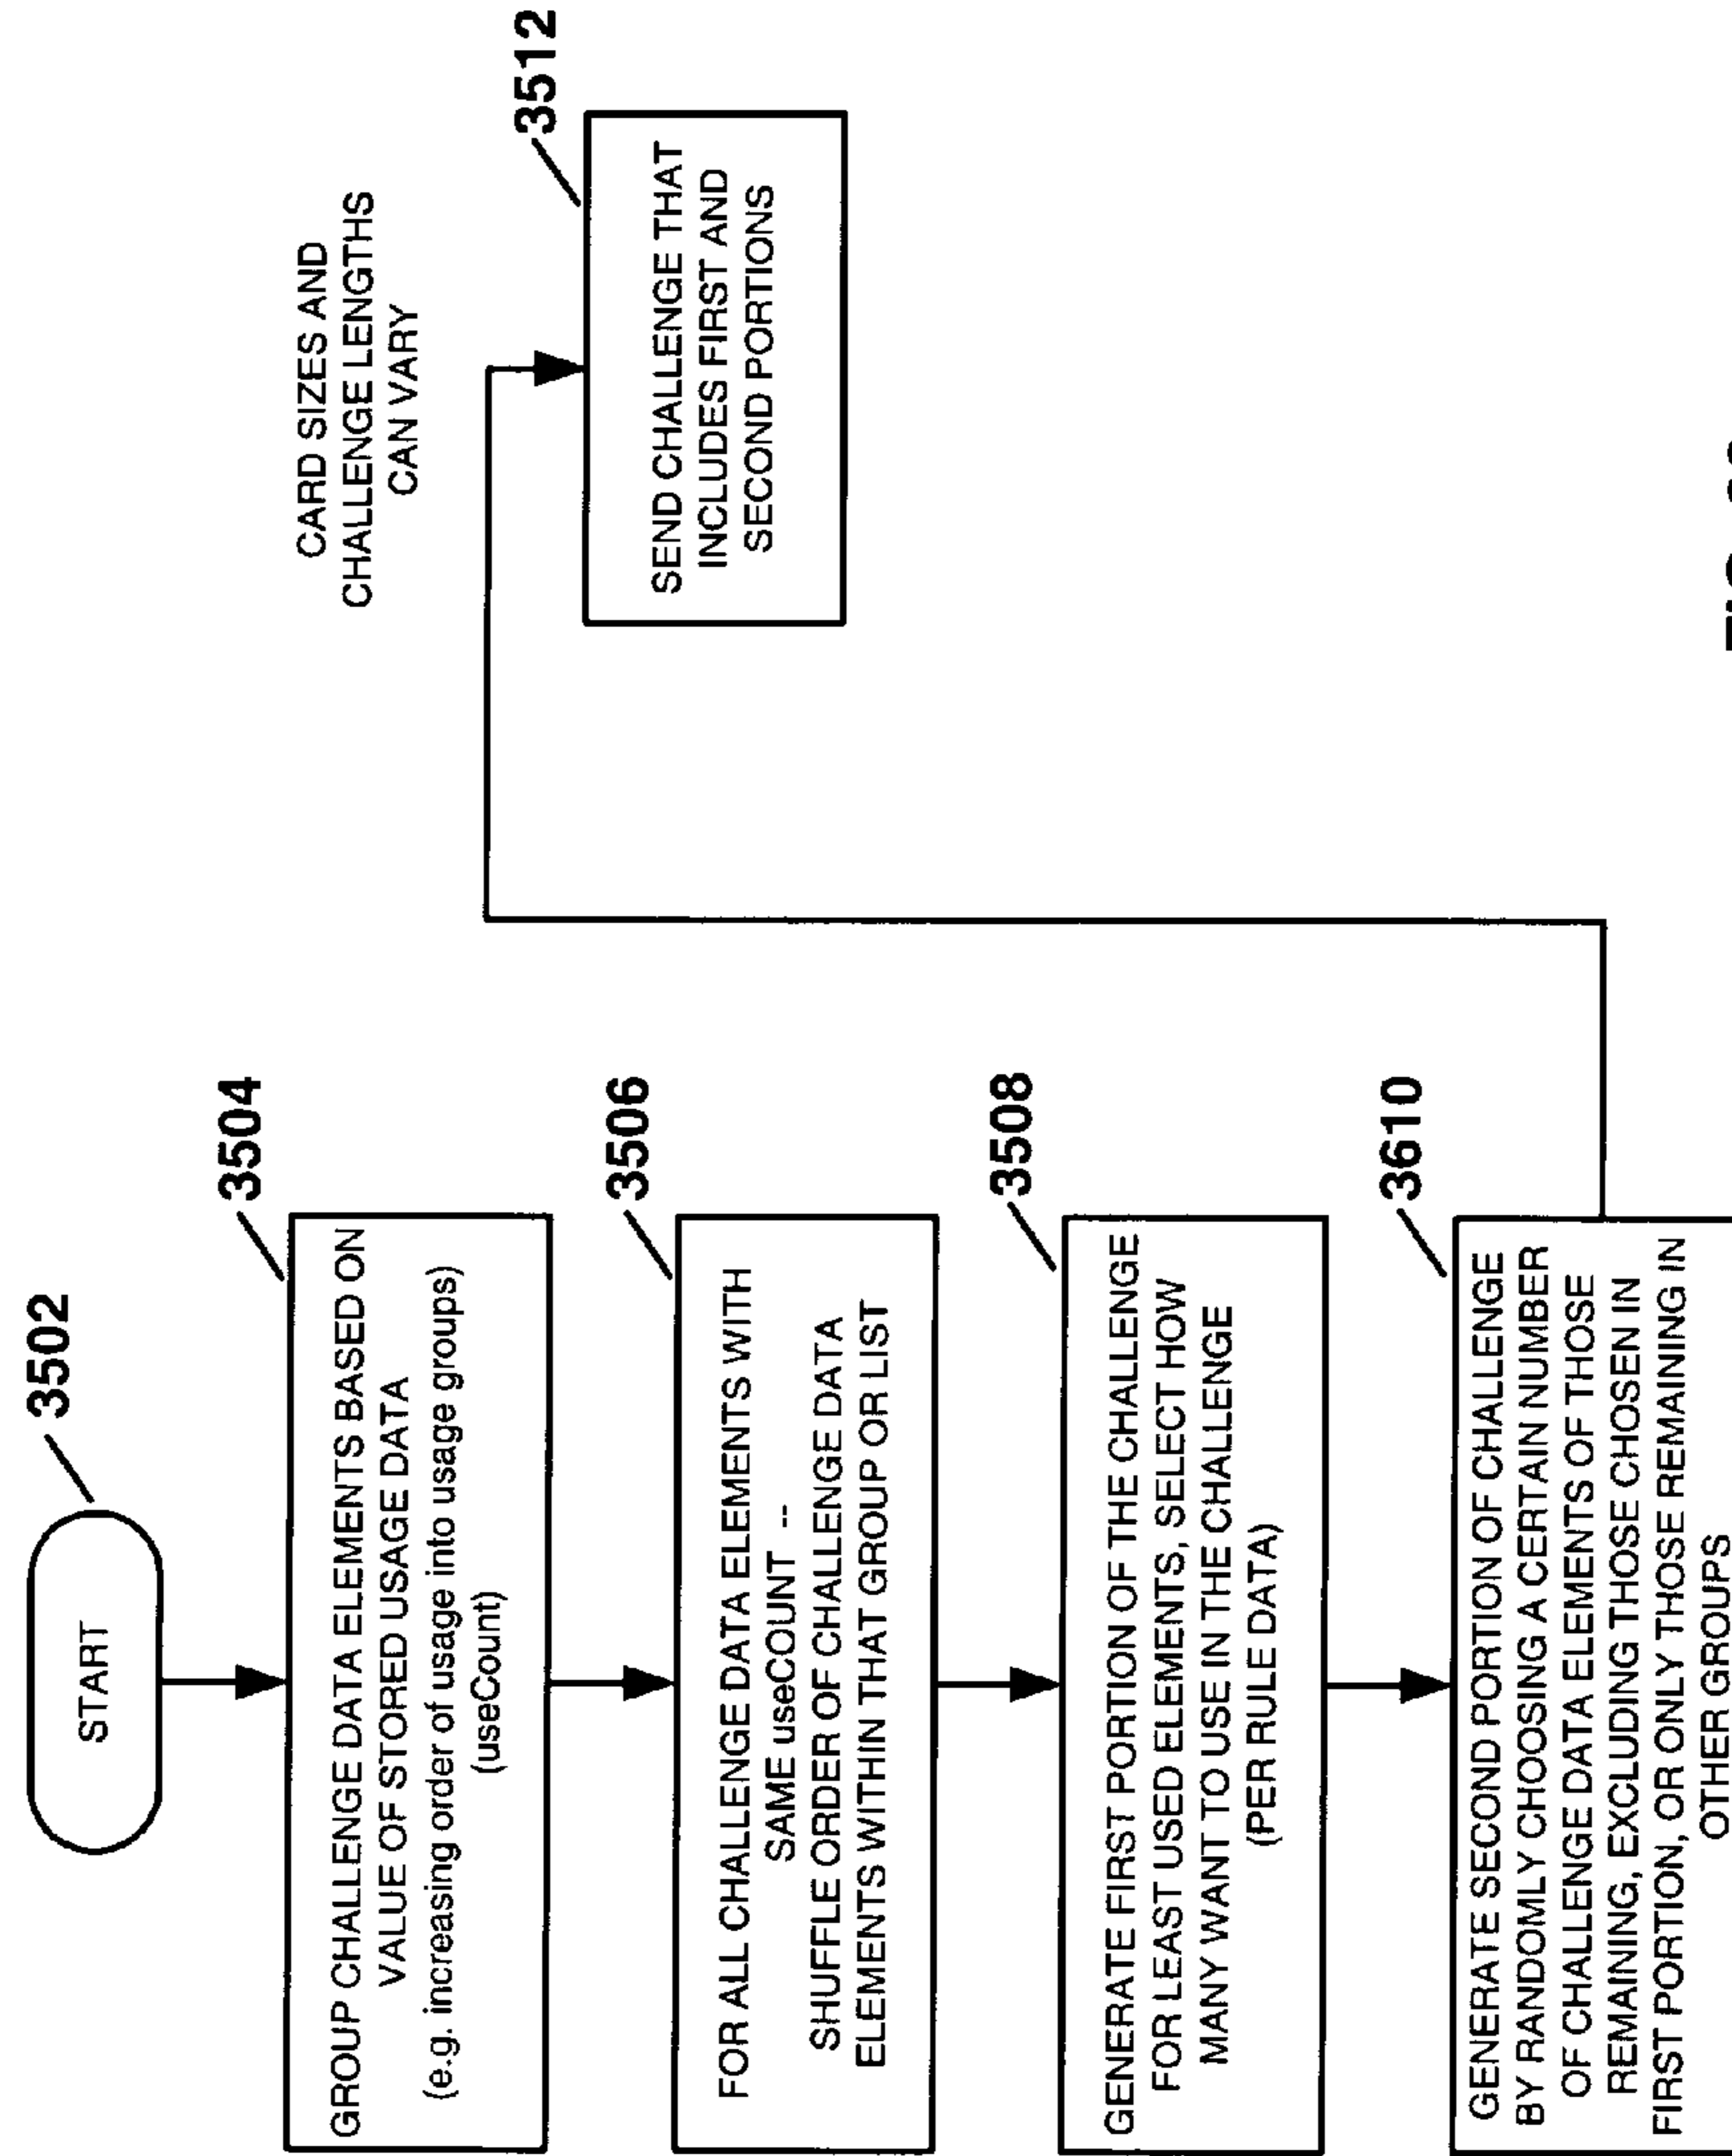 3502
START
3504
GROUP CHALLENGE DATA ELEMENTS BASED ON
VALUE OF STORED USAGE DATA
(e.g. increasing order of usage into usage groups)
(useCount)
3506
FOR ALL CHALLENGE DATA ELEMENTS WITH
SAME useCOUNT --
SHUFFLE ORDER OF CHALLENGE DATA
ELEMENTS WITHIN THAT GROUP OR LIST
3508
GENERATE FIRST PORTION OF THE CHALLENGE
FOR LEAST USED ELEMENTS, SELECT HOW
MANY WANT TO USE IN THE CHALLENGE
(PER RULE DATA)
3610
GENERATE SECOND PORTION OF CHALLENGE
BY RANDOMLY CHOOSING A CERTAIN NUMBER
OF CHALLENGE DATA ELEMENTS OF THOSE
REMAINING, EXCLUDING THOSE CHOSEN IN
FIRST PORTION, OR ONLY THOSE REMAINING IN
OTHER GROUPS
CARD SIZES AND
CHALLENGE LENGTHS
CAN VARY
3512
SEND CHALLENGE THAT
INCLUDES FIRST AND
SECOND PORTIONS